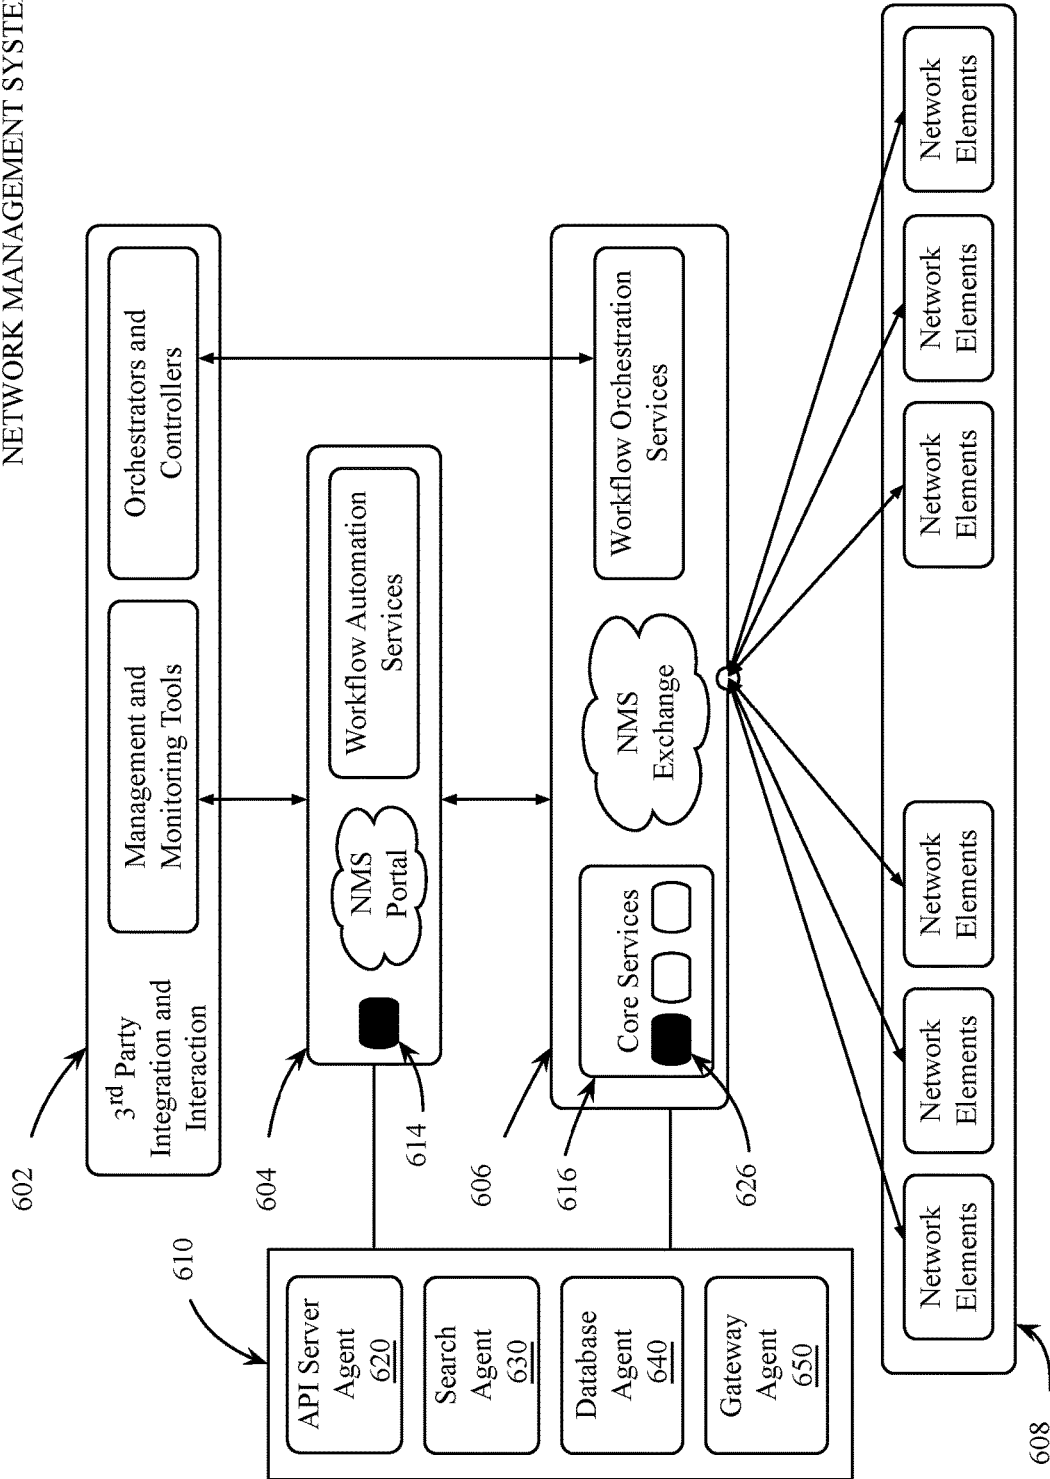 NETWORK MANAGEMENT SYSTE
602
3rd Party
Integration and
Interaction
Management and
Monitoring Tools
Orchestrators and
Controllers
610
604
614
NMS
Portal
Workflow Automation
Services
API Server
Agent
620
Search
Agent
630
Database
Agent
640
Gateway
Agent
650
606
616
626
Core Services
NMS
Exchange
Workflow Orchestration
Services
Network
Elements
Network
Elements
Network
Elements
Network
Elements
Network
Elements
Network
Elements
608